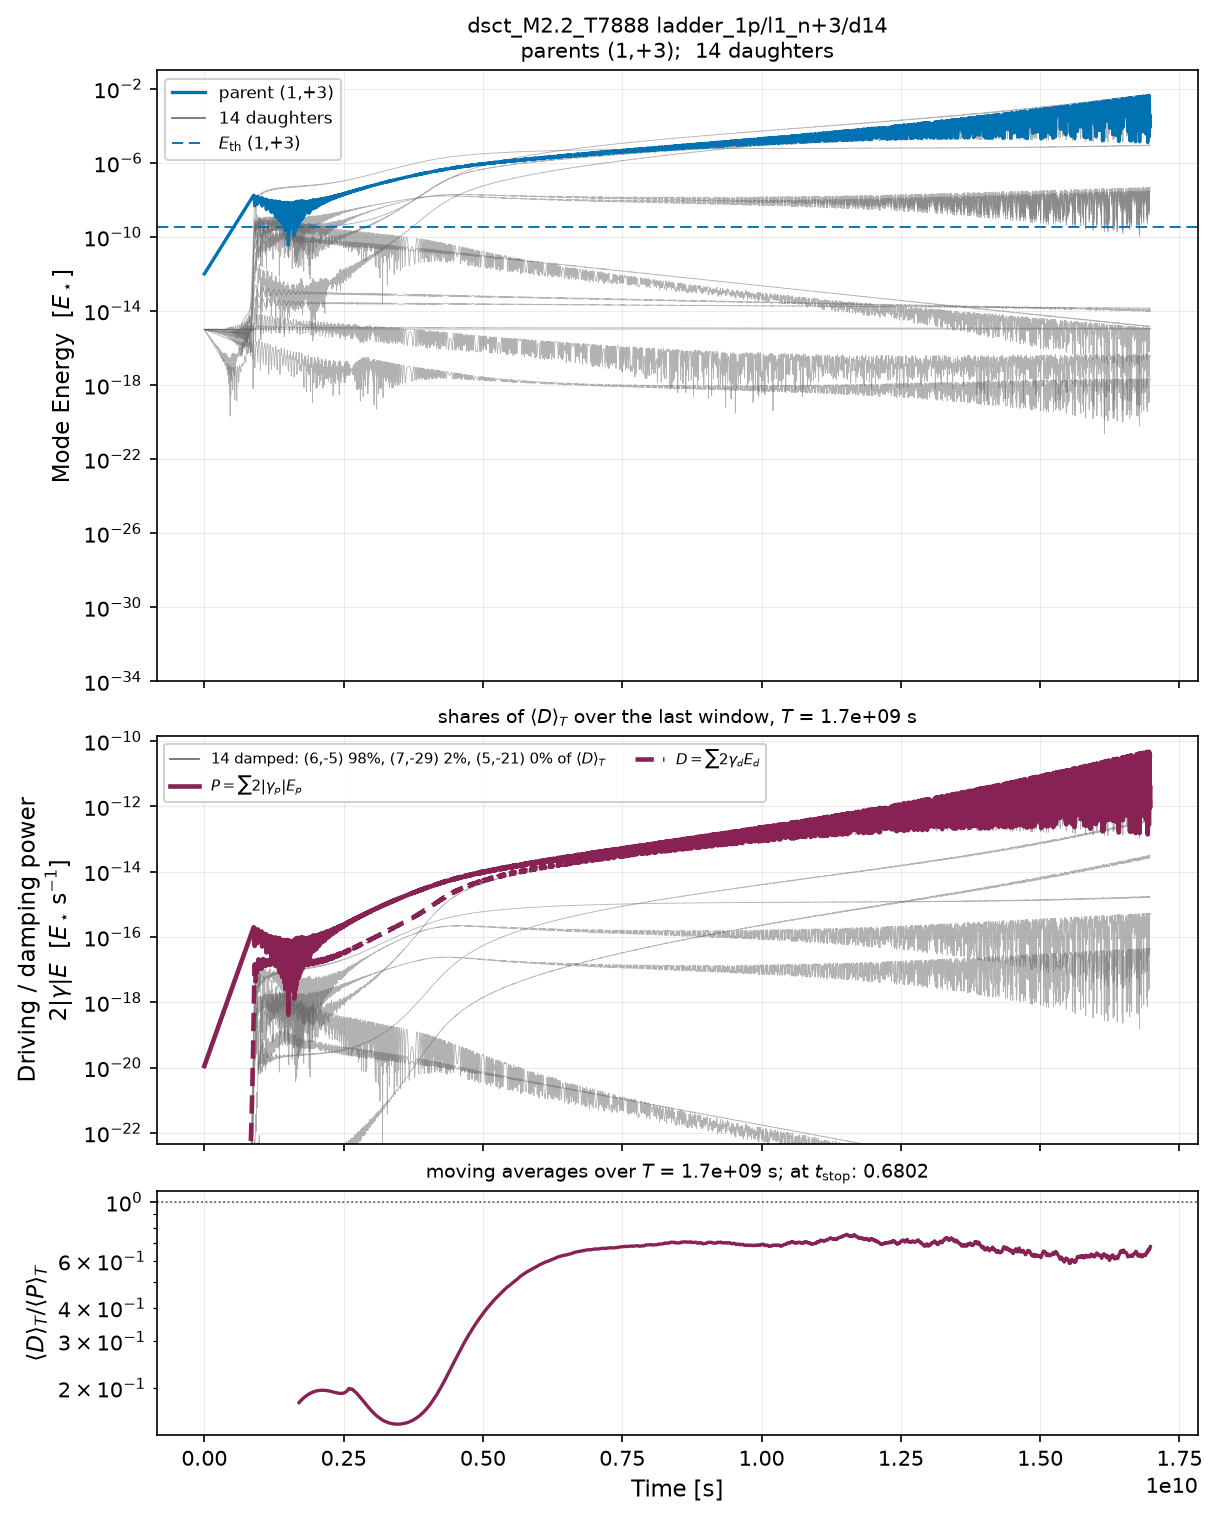 dsct_M2.2_T7888 ladder_1p/l1_n+3/d14
parents (1,+3);  14 daughters
parent (1,+3)
14 daughters
E_th (1,+3)
Mode Energy [E⋆]
10^−2
10^−6
10^−10
10^−14
10^−18
10^−22
10^−26
10^−30
10^−34
shares of ⟨D⟩_T over the last window, T = 1.7e+09 s
14 damped: (6,-5) 98%, (7,-29) 2%, (5,-21) 0% of ⟨D⟩_T
P = ∑2|γ_p|E_p
D = ∑2γ_dE_d
Driving / damping power
2|γ|E [E⋆ s^−1]
10^−10
10^−12
10^−14
10^−16
10^−18
10^−20
10^−22
moving averages over T = 1.7e+09 s; at t_stop: 0.6802
⟨D⟩_T/⟨P⟩_T
10^0
6 × 10^−1
4 × 10^−1
3 × 10^−1
2 × 10^−1
0.00 0.25 0.50 0.75 1.00 1.25 1.50 1.75
1e10
Time [s]